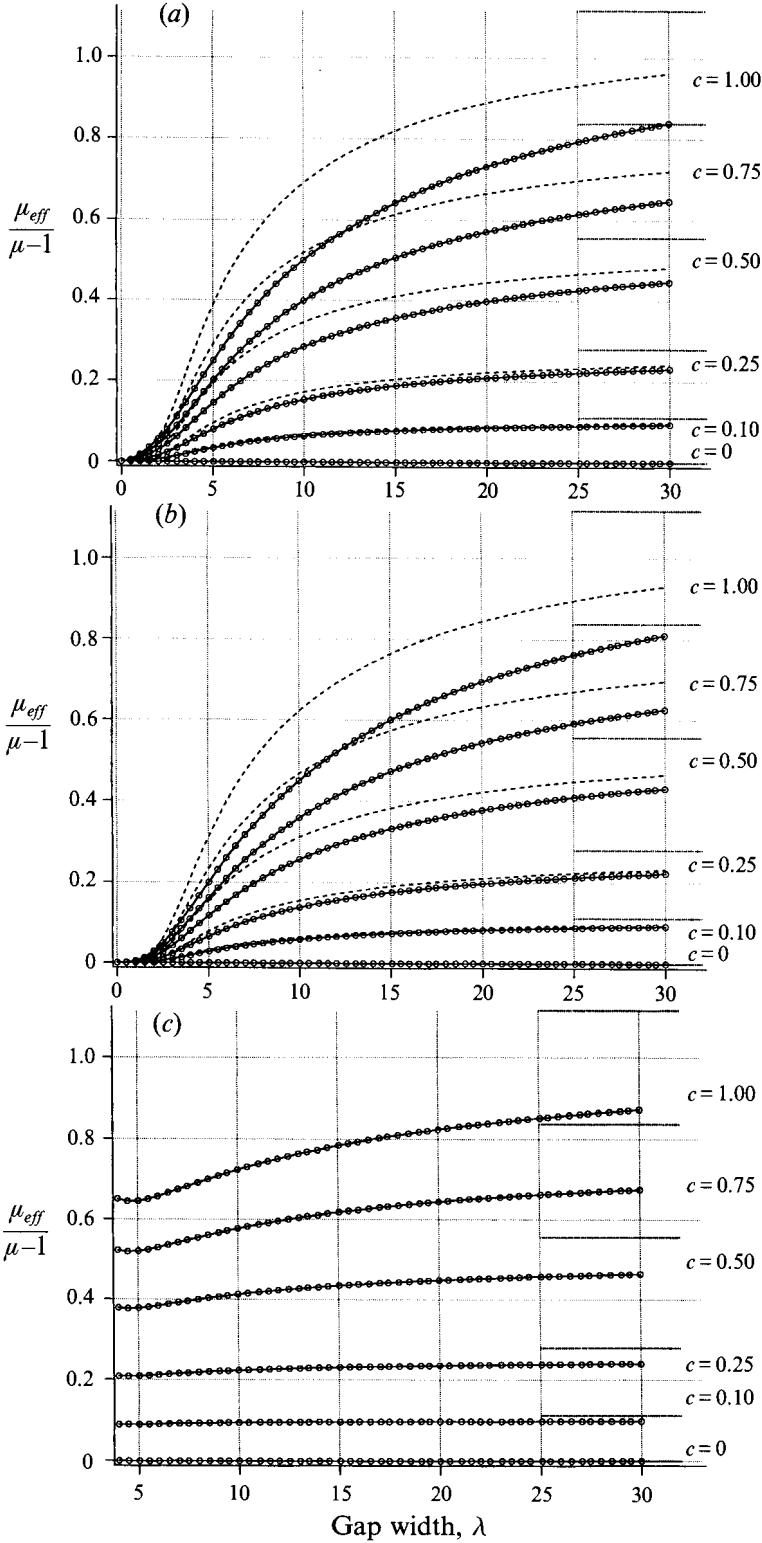 (a)
1.0
0.8
0.6
0.4
0.2
0
μeff
μ−1
c = 1.00
c = 0.75
c = 0.50
c = 0.25
c = 0.10
c = 0
0 5 10 15 20 25 30
(b)
1.0
0.8
0.6
0.4
0.2
0
μeff
μ−1
c = 1.00
c = 0.75
c = 0.50
c = 0.25
c = 0.10
c = 0
0 5 10 15 20 25 30
(c)
1.0
0.8
0.6
0.4
0.2
0
μeff
μ−1
c = 1.00
c = 0.75
c = 0.50
c = 0.25
c = 0.10
c = 0
5 10 15 20 25 30
Gap width, λ